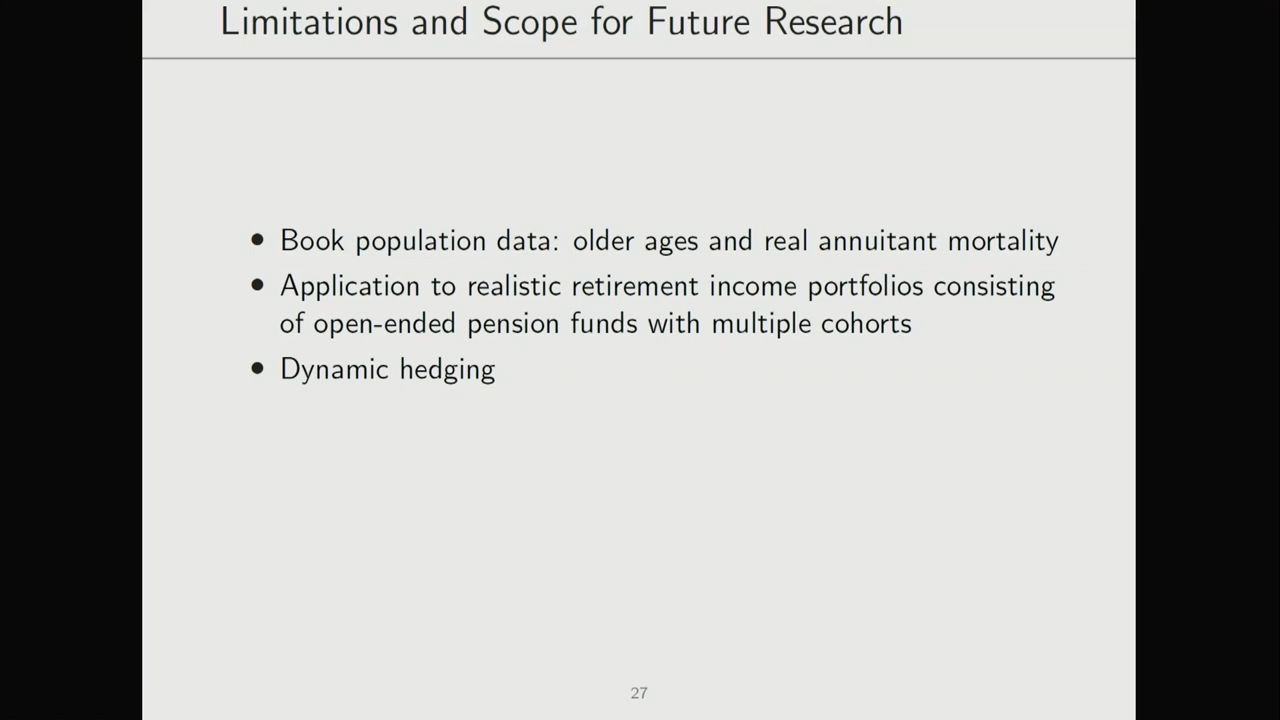 Limitations and Scope for Future Research
• Book population data: older ages and real annuitant mortality
• Application to realistic retirement income portfolios consisting
of open-ended pension funds with multiple cohorts
• Dynamic hedging
27